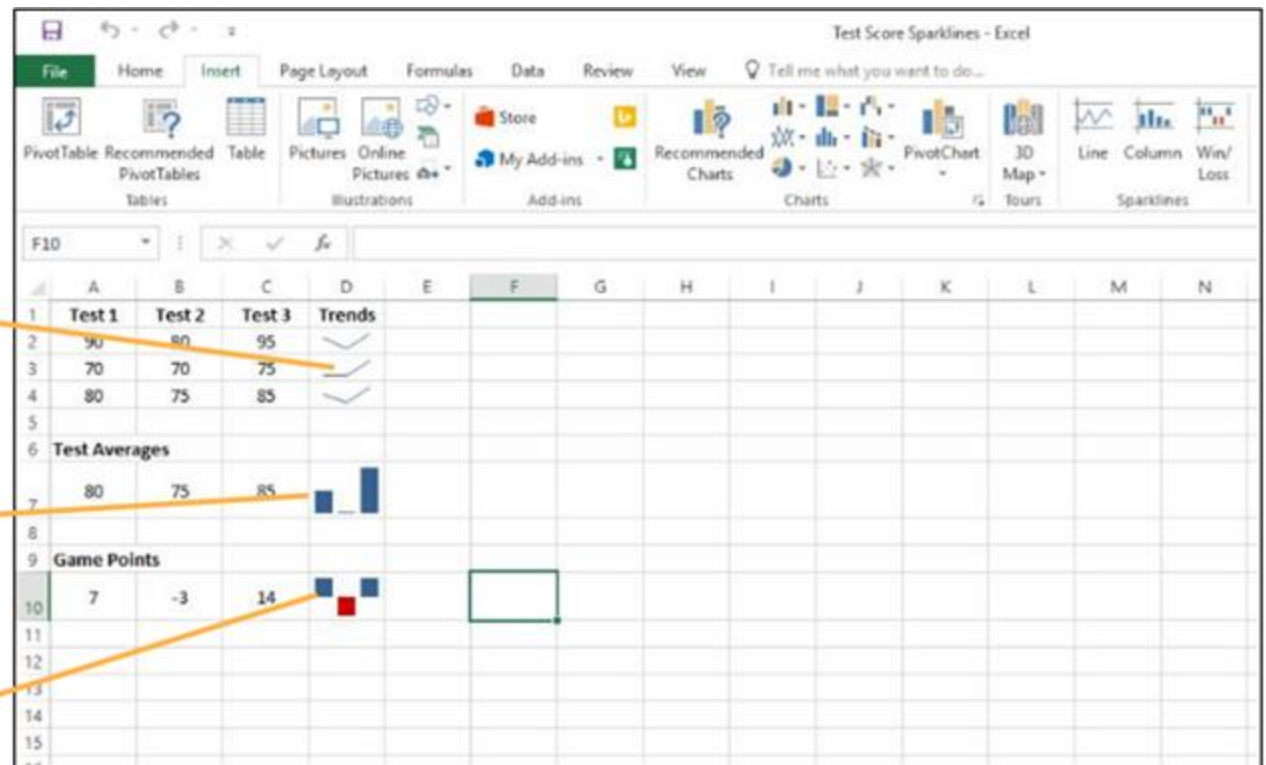 Test Score Sparklines - Excel
File Home Insert Page Layout Formulas Data Review View Tell me what you want to do...
PivotTable Recommended PivotTables Table Pictures Online Pictures Store My Add-ins Recommended Charts PivotChart 3D Map Line Column Win/Loss
Tables Illustrations Add-ins Charts Tours Sparklines
F10 fx
A B C D E F G H I J K L M N
1 Test 1 Test 2 Test 3 Trends
2 90 80 95
3 70 70 75
4 80 75 85
5
6 Test Averages
7 80 75 85
8
9 Game Points
10 7 -3 14
11
12
13
14
15